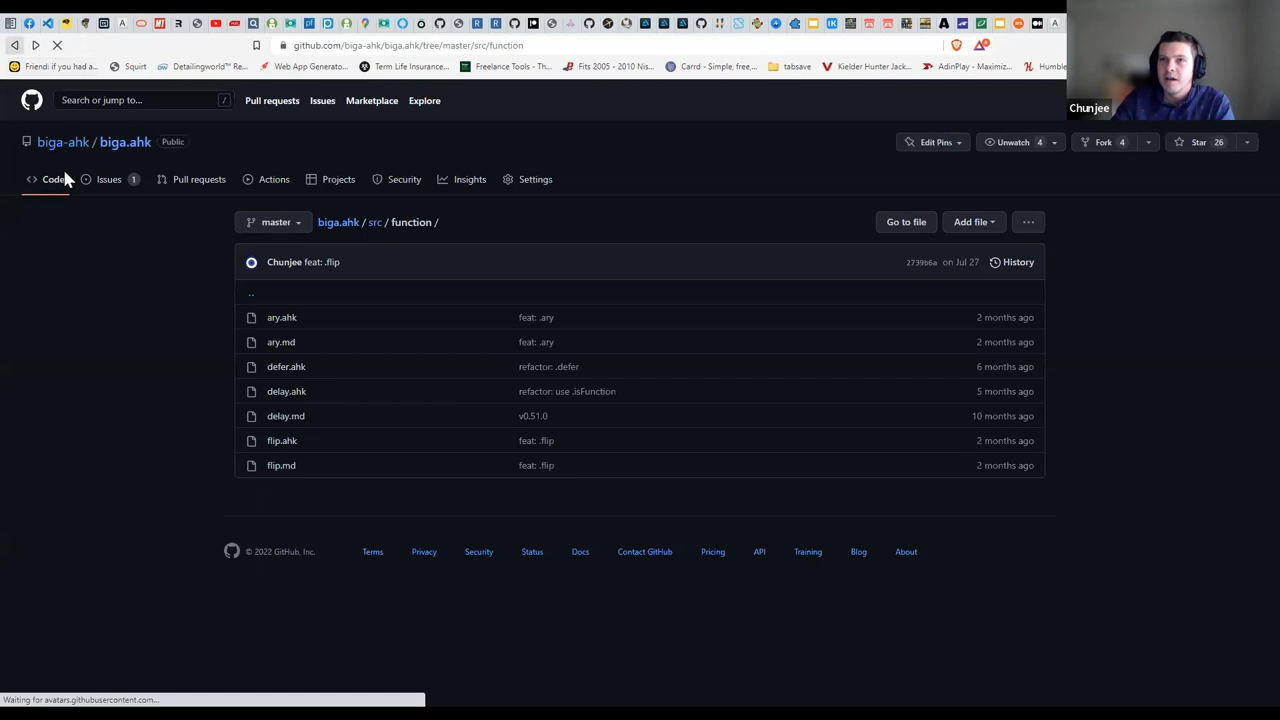 github.com/biga-ahk/biga.ahk/tree/master/src/function
Friend: if you had a...
Squirt
Detailingworld™ Re...
Web App Generato...
Term Life Insurance...
Freelance Tools - Th...
Fits 2005 - 2010 Nis...
Carrd - Simple, free,...
tabsave
Kielder Hunter Jack...
AdinPlay - Maximiz...
Humble
Chunjee
Search or jump to...
/
Pull requests
Issues
Marketplace
Explore
biga-ahk / biga.ahk
Public
Edit Pins
Unwatch 4
Fork 4
Star 26
Code
Issues 1
Pull requests
Actions
Projects
Security
Insights
Settings
master
biga.ahk / src / function /
Go to file
Add file
...
Chunjee feat: .flip
2739b6a on Jul 27
History
..
ary.ahk feat: .ary 2 months ago
ary.md feat: .ary 2 months ago
defer.ahk refactor: .defer 6 months ago
delay.ahk refactor: use .isFunction 5 months ago
delay.md v0.51.0 10 months ago
flip.ahk feat: .flip 2 months ago
flip.md feat: .flip 2 months ago
© 2022 GitHub, Inc.
Terms
Privacy
Security
Status
Docs
Contact GitHub
Pricing
API
Training
Blog
About
Waiting for avatars.githubusercontent.com...